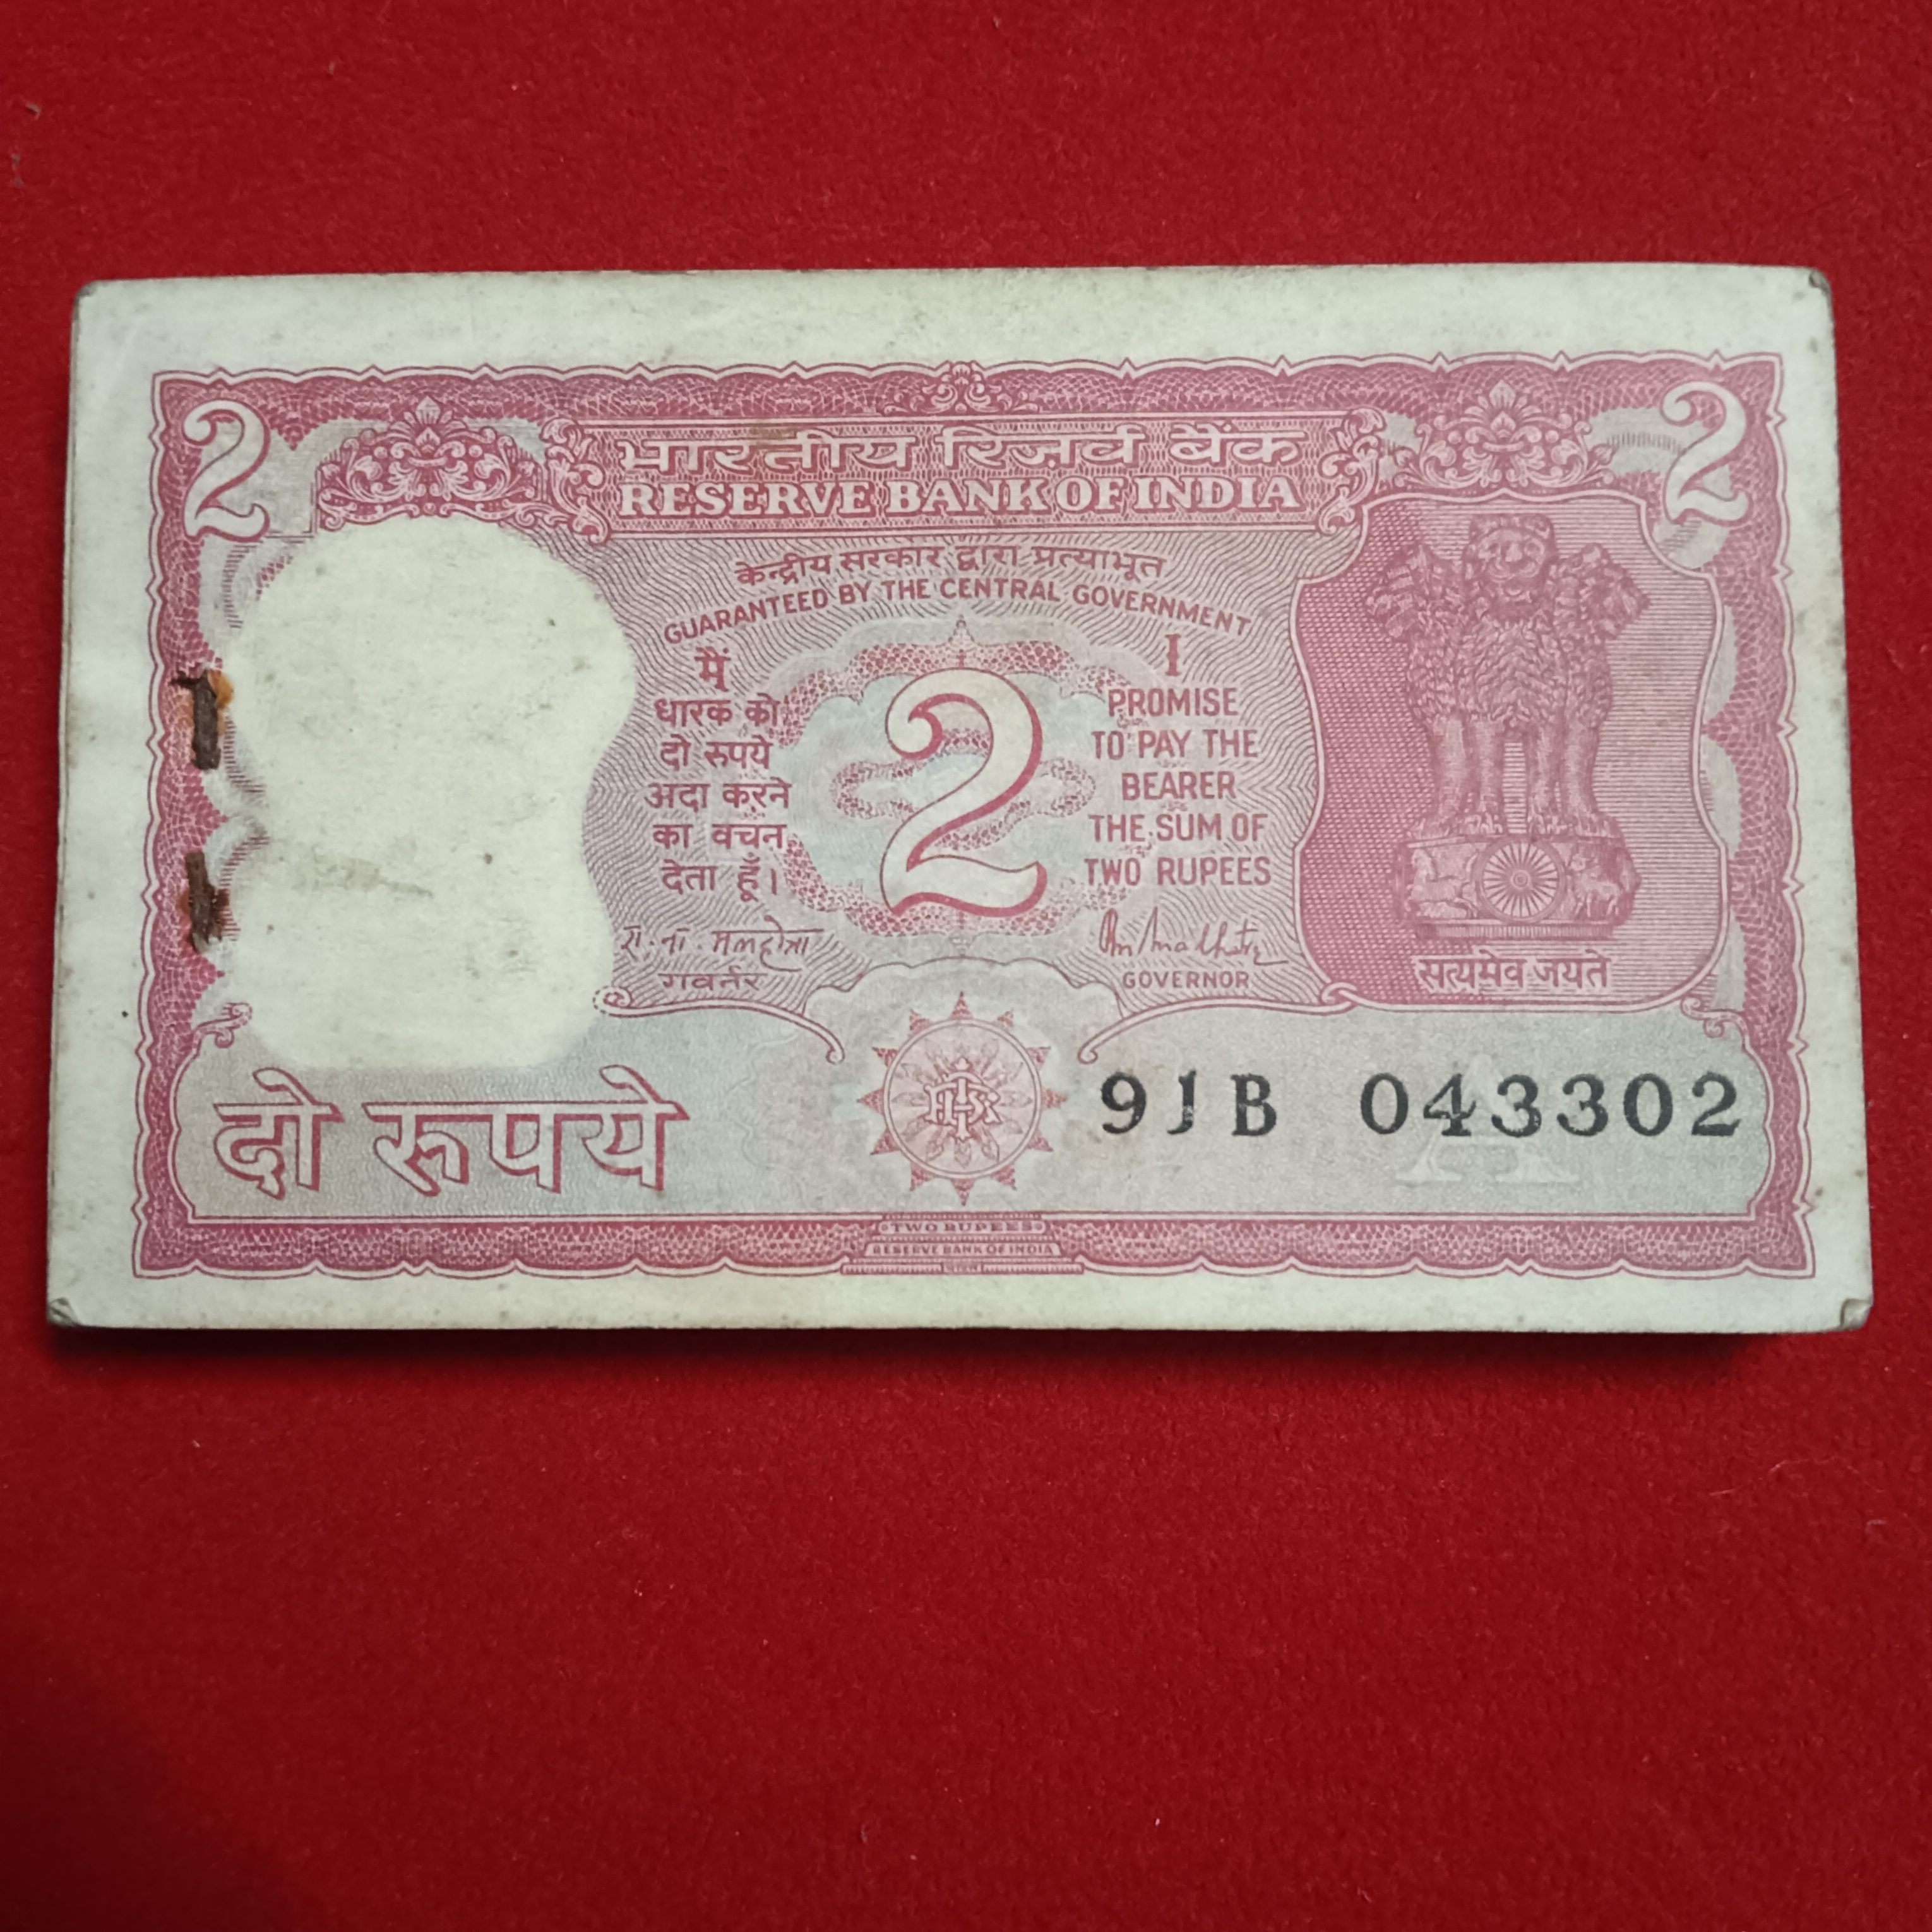 2 2
भारतीय रिज़र्व बैंक
RESERVE BANK OF INDIA
केन्द्रीय सरकार द्वारा प्रत्याभूत
GUARANTEED BY THE CENTRAL GOVERNMENT
मैं
धारक को
दो रुपये
अदा करने
का वचन
देता हूँ।
रा. ना. मल्होत्रा
गवर्नर
2
I
PROMISE
TO PAY THE
BEARER
THE SUM OF
TWO RUPEES
GOVERNOR
सत्यमेव जयते
दो रूपये
9JB 043302
A
TWO RUPEES
RESERVE BANK OF INDIA